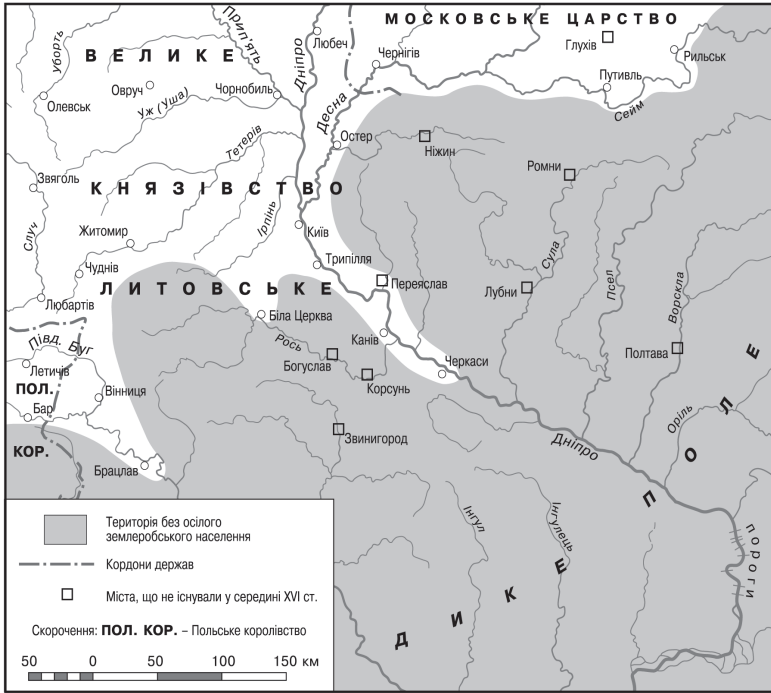 МОСКОВСЬКЕ ЦАРСТВО
Уборть
Прип'ять
Любеч
Дніпро
Чернігів
Глухів
Рильськ
ВЕЛИКЕ
Овруч
Чорнобиль
Путивль
Сейм
Олевськ
Уж (Уша)
Десна
Остер
Ніжин
Тетерів
Ромни
Звяголь
КНЯЗІВСТВО
Случ
Житомир
Ірпінь
Київ
Сула
Чуднів
Трипілля
Переяслав
Псел
Ворскла
Любартів
ЛИТОВСЬКЕ
Лубни
Біла Церква
Півд. Буг
Рось
Канів
Полтава
Летичів
Богуслав
Черкаси
ПОЛ.
Вінниця
Корсунь
Бар
Звинигород
Оріль
КОР.
Брацлав
Дніпро
ДИКЕ ПОЛЕ
Інгул
Інгулець
пороги
Територія без осілого
землеробського населення
Кордони держав
Міста, що не існували у середині XVI ст.
Скорочення: ПОЛ. КОР. – Польське королівство
50 0 50 100 150 км